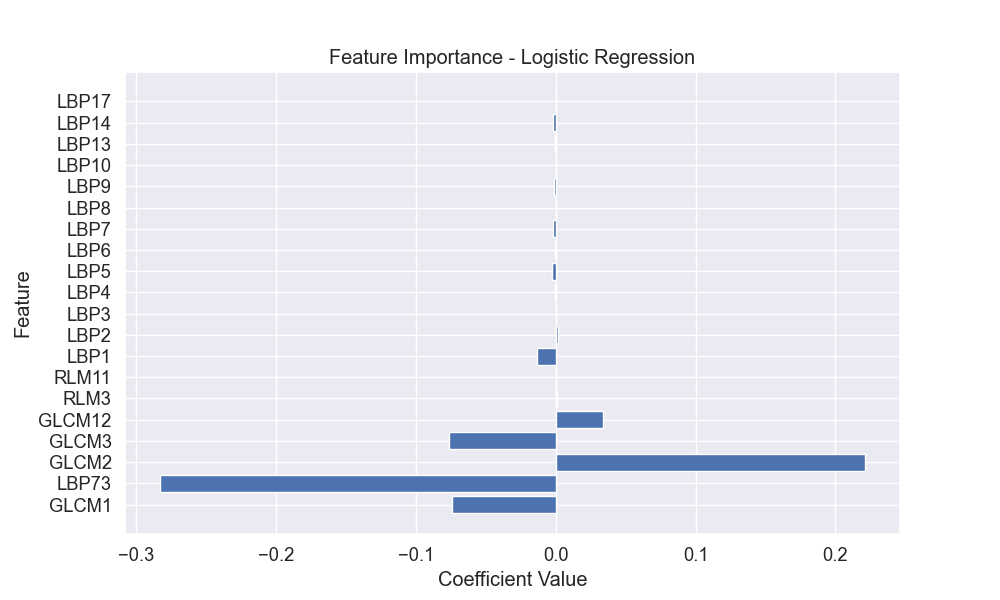 Feature Importance - Logistic Regression
LBP17
LBP14
LBP13
LBP10
LBP9
LBP8
LBP7
LBP6
LBP5
LBP4
LBP3
LBP2
LBP1
RLM11
RLM3
GLCM12
GLCM3
GLCM2
LBP73
GLCM1
Feature
−0.3 −0.2 −0.1 0.0 0.1 0.2
Coefficient Value